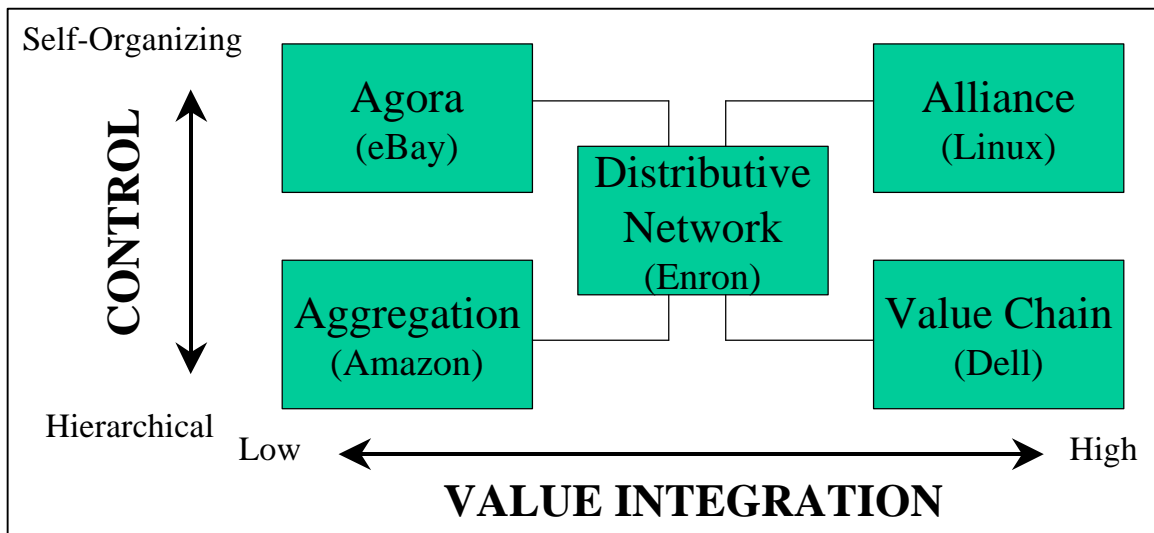 Self-Organizing
CONTROL
Hierarchical
Agora
(eBay)
Alliance
(Linux)
Distributive
Network
(Enron)
Aggregation
(Amazon)
Value Chain
(Dell)
Low
High
VALUE INTEGRATION